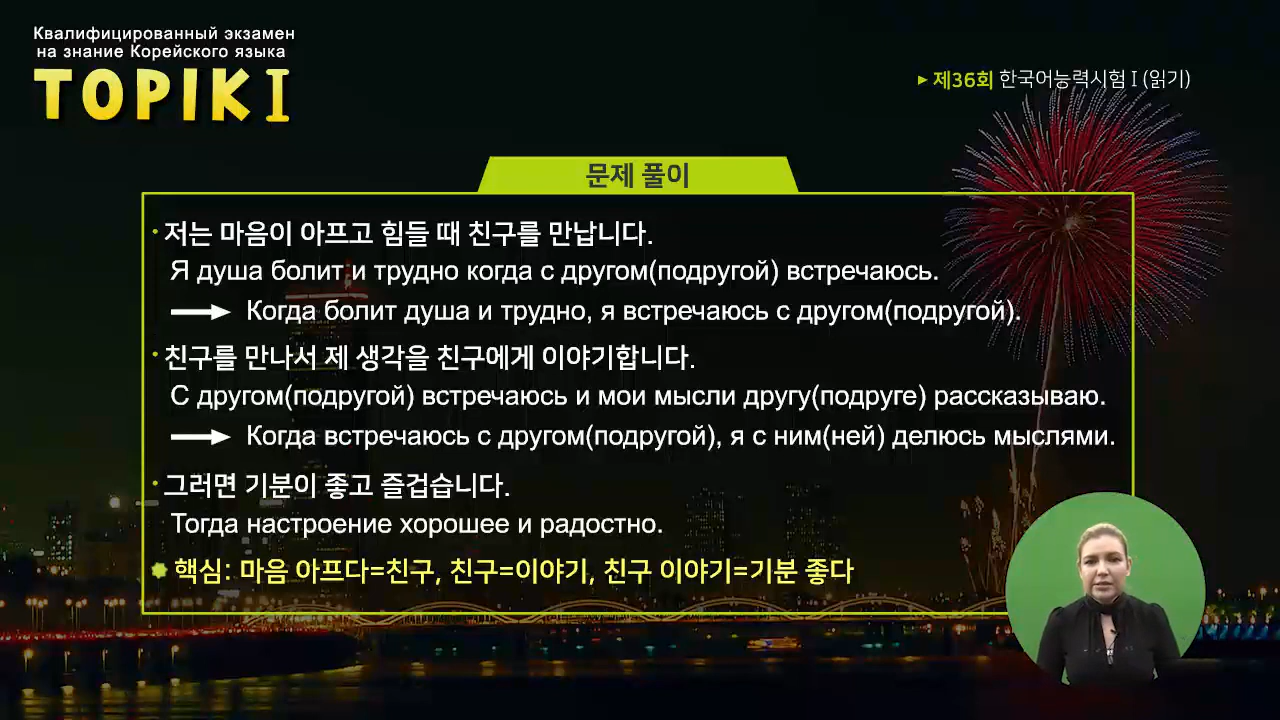 Квалифицированный экзамен
на знание Корейского языка
TOPIK I
▸ 제36회 한국어능력시험 I (읽기)
문제 풀이
· 저는 마음이 아프고 힘들 때 친구를 만납니다.
Я душа болит и трудно когда с другом(подругой) встречаюсь.
Когда болит душа и трудно, я встречаюсь с другом(подругой).
· 친구를 만나서 제 생각을 친구에게 이야기합니다.
С другом(подругой) встречаюсь и мои мысли другу(подруге) рассказываю.
Когда встречаюсь с другом(подругой), я с ним(ней) делюсь мыслями.
· 그러면 기분이 좋고 즐겁습니다.
Тогда настроение хорошее и радостно.
핵심: 마음 아프다=친구, 친구=이야기, 친구 이야기=기분 좋다